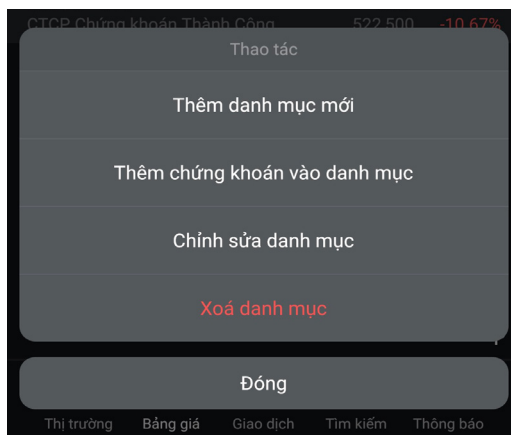 CTCP Chứng khoán Thành Công 522,500 -10.67%
Thao tác
Thêm danh mục mới
Thêm chứng khoán vào danh mục
Chỉnh sửa danh mục
Xoá danh mục
Đóng
Thị trường Bảng giá Giao dịch Tìm kiếm Thông báo